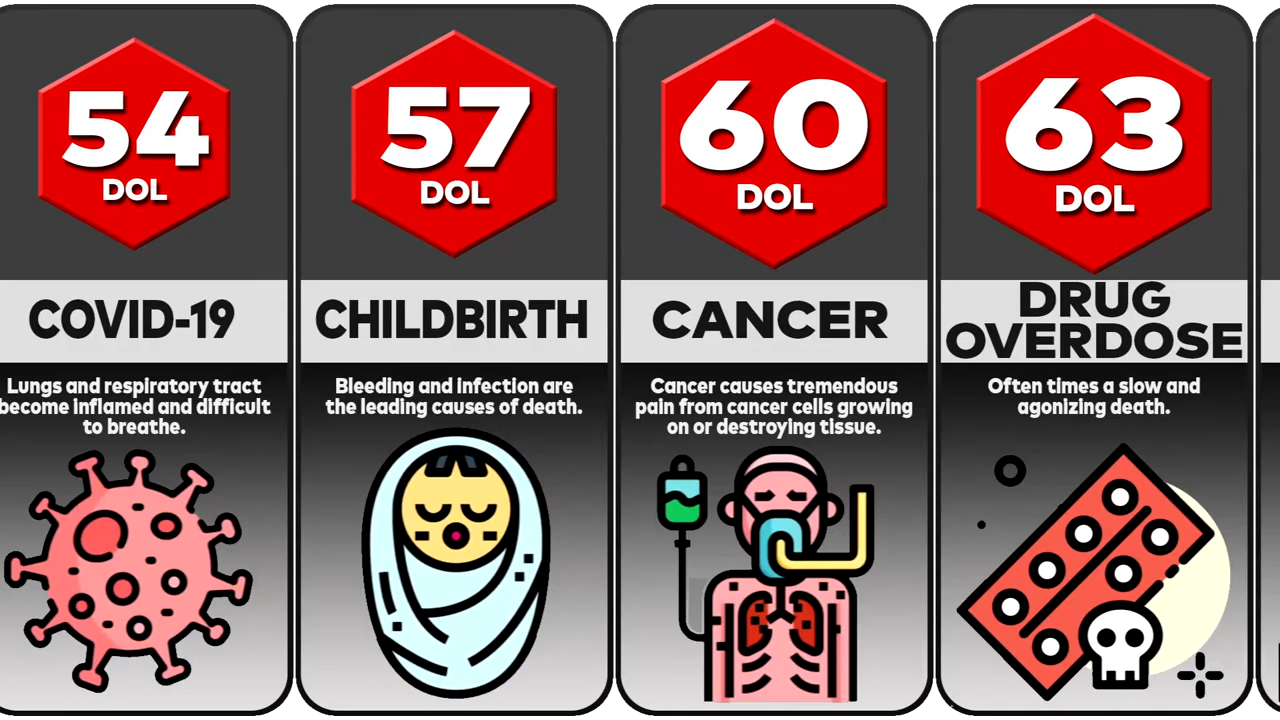 54
DOL
COVID-19
Lungs and respiratory tract
become inflamed and difficult
to breathe.
57
DOL
CHILDBIRTH
Bleeding and infection are
the leading causes of death.
60
DOL
CANCER
Cancer causes tremendous
pain from cancer cells growing
on or destroying tissue.
63
DOL
DRUG
OVERDOSE
Often times a slow and
agonizing death.